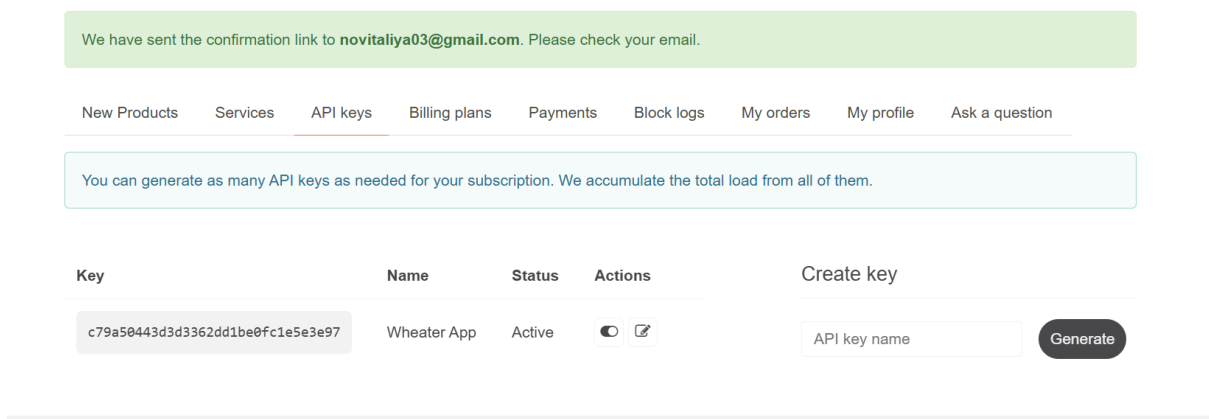 We have sent the confirmation link to novitaliya03@gmail.com. Please check your email.
New Products Services API keys Billing plans Payments Block logs My orders My profile Ask a question
You can generate as many API keys as needed for your subscription. We accumulate the total load from all of them.
Key Name Status Actions
c79a50443d3d3362dd1be0fc1e5e3e97 Wheater App Active
Create key
API key name Generate